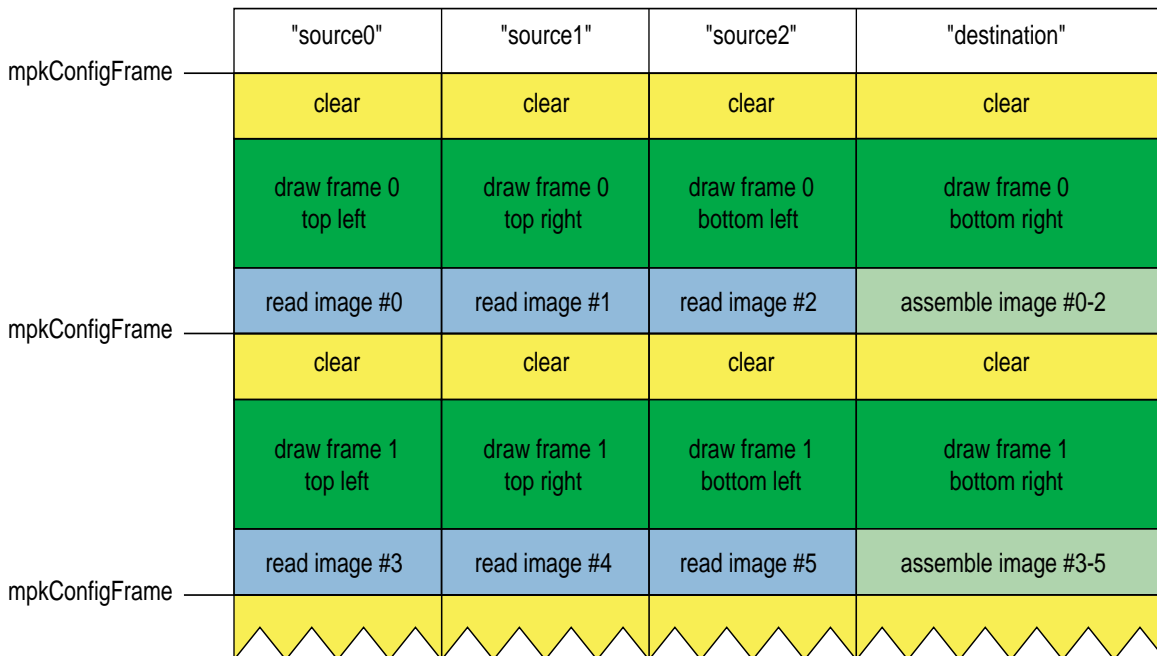 "source0" "source1" "source2" "destination"
mpkConfigFrame
clear clear clear clear
draw frame 0 draw frame 0 draw frame 0 draw frame 0
top left top right bottom left bottom right
read image #0 read image #1 read image #2 assemble image #0-2
mpkConfigFrame
clear clear clear clear
draw frame 1 draw frame 1 draw frame 1 draw frame 1
top left top right bottom left bottom right
read image #3 read image #4 read image #5 assemble image #3-5
mpkConfigFrame